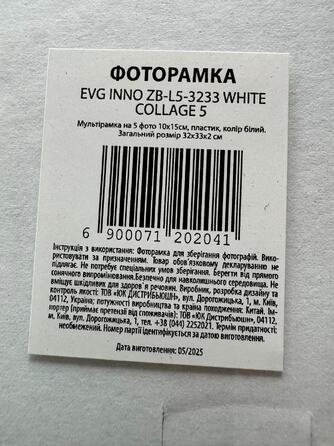 ФОТОРАМКА
EVG INNO ZB-L5-3233 WHITE
COLLAGE 5
Мультірамка на 5 фото 10х15см, пластик, колір білий.
Загальний розмір 32х33х2 см
6 900071 202041
Інструкція з використання: Фоторамка для зберігання фотографій. Вико-
ристовувати за призначенням. Товар обов'язковому декларуванню не
підлягає. Не потребує спеціальних умов зберігання. Берегти від прямого
сонячного випромінювання.Безпечно для навколишнього середовища. Не
вміщує шкідливих для здоров`я речовин. Виробник, розробка дизайну та
контроль якості: ТОВ "ЮК ДИСТРИБЬЮШН", вул. Дорогожицька, 1, м. Київ,
04112, Україна; потужності виробництва та країна походження: Китай. Ім-
портер (приймає претензії від споживачів): ТОВ «ЮК Дистрибьюшн», 04112,
м. Київ, вул. Дорогожицька, 1, тел. +38 (044) 2252021. Термін придатності:
необмежений. Номер партії ідентифікується за датою виготовлення.
Дата виготовлення: 05/2025